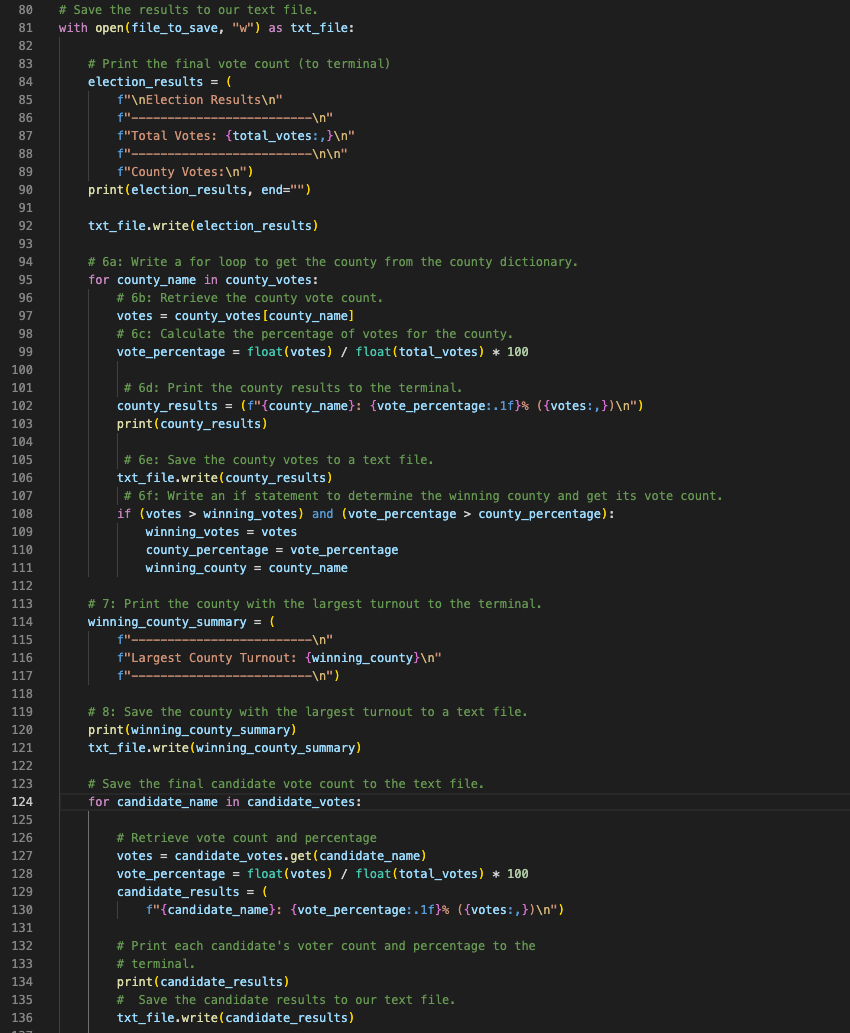 80 # Save the results to our text file.
81 with open(file_to_save, "w") as txt_file:
82
83     # Print the final vote count (to terminal)
84     election_results = (
85         f"\nElection Results\n"
86         f"-------------------------\n"
87         f"Total Votes: {total_votes:,}\n"
88         f"-------------------------\n\n"
89         f"County Votes:\n")
90     print(election_results, end="")
91
92     txt_file.write(election_results)
93
94     # 6a: Write a for loop to get the county from the county dictionary.
95     for county_name in county_votes:
96         # 6b: Retrieve the county vote count.
97         votes = county_votes[county_name]
98         # 6c: Calculate the percentage of votes for the county.
99         vote_percentage = float(votes) / float(total_votes) * 100
100
101          # 6d: Print the county results to the terminal.
102         county_results = (f"{county_name}: {vote_percentage:.1f}% ({votes:,})\n")
103         print(county_results)
104
105          # 6e: Save the county votes to a text file.
106         txt_file.write(county_results)
107          # 6f: Write an if statement to determine the winning county and get its vote count.
108         if (votes > winning_votes) and (vote_percentage > county_percentage):
109             winning_votes = votes
110             county_percentage = vote_percentage
111             winning_county = county_name
112
113     # 7: Print the county with the largest turnout to the terminal.
114     winning_county_summary = (
115         f"-------------------------\n"
116         f"Largest County Turnout: {winning_county}\n"
117         f"-------------------------\n")
118
119     # 8: Save the county with the largest turnout to a text file.
120     print(winning_county_summary)
121     txt_file.write(winning_county_summary)
122
123     # Save the final candidate vote count to the text file.
124     for candidate_name in candidate_votes:
125
126         # Retrieve vote count and percentage
127         votes = candidate_votes.get(candidate_name)
128         vote_percentage = float(votes) / float(total_votes) * 100
129         candidate_results = (
130             f"{candidate_name}: {vote_percentage:.1f}% ({votes:,})\n")
131
132         # Print each candidate's voter count and percentage to the
133         # terminal.
134         print(candidate_results)
135         #  Save the candidate results to our text file.
136         txt_file.write(candidate_results)